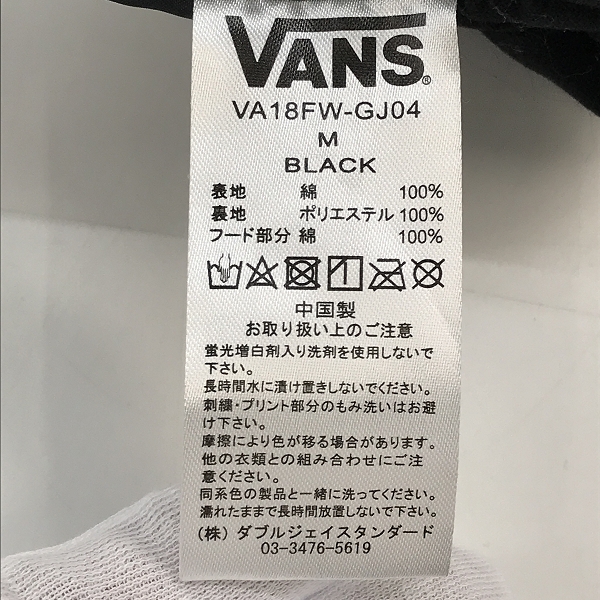 VANS®
VA18FW-GJ04
M
BLACK
表地 綿 100%
裏地 ポリエステル 100%
フード部分 綿 100%
中国製
お取り扱い上のご注意
蛍光増白剤入り洗剤を使用しないで
下さい。
長時間水に漬け置きしないでください。
刺繍・プリント部分のもみ洗いはお避
け下さい。
摩擦により色が移る場合があります。
他の衣類との組み合わせにご注
意ください。
同系色の製品と一緒に洗ってください。
濡れたままで長時間放置しないで下さい。
(株) ダブルジェイスタンダード
03-3476-5619